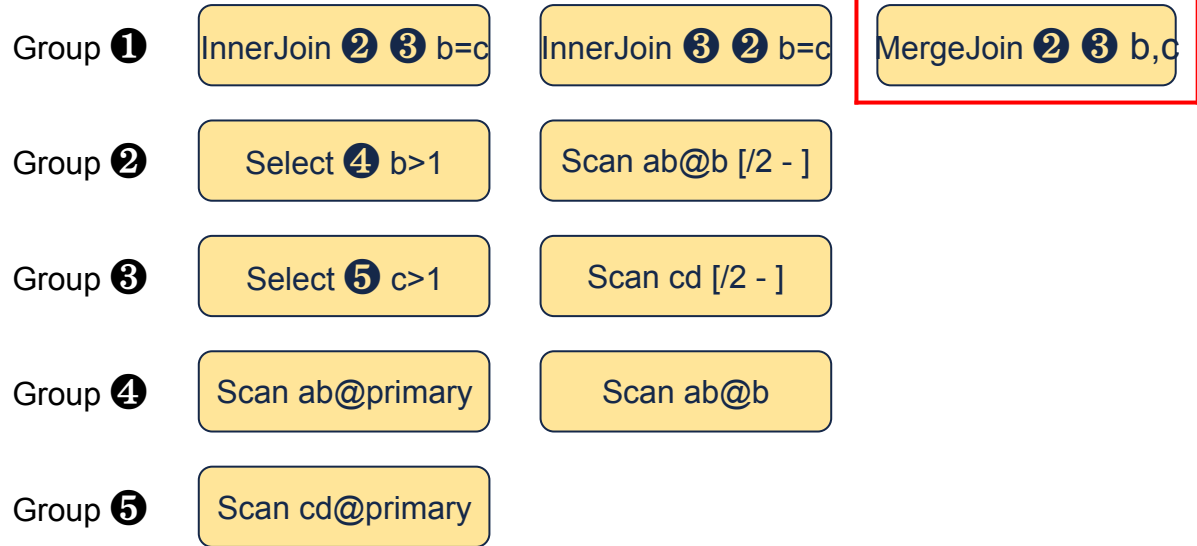 Group ❶ InnerJoin ❷ ❸ b=c InnerJoin ❸ ❷ b=c MergeJoin ❷ ❸ b,c
Group ❷ Select ❹ b>1 Scan ab@b [/2 - ]
Group ❸ Select ❺ c>1 Scan cd [/2 - ]
Group ❹ Scan ab@primary Scan ab@b
Group ❺ Scan cd@primary